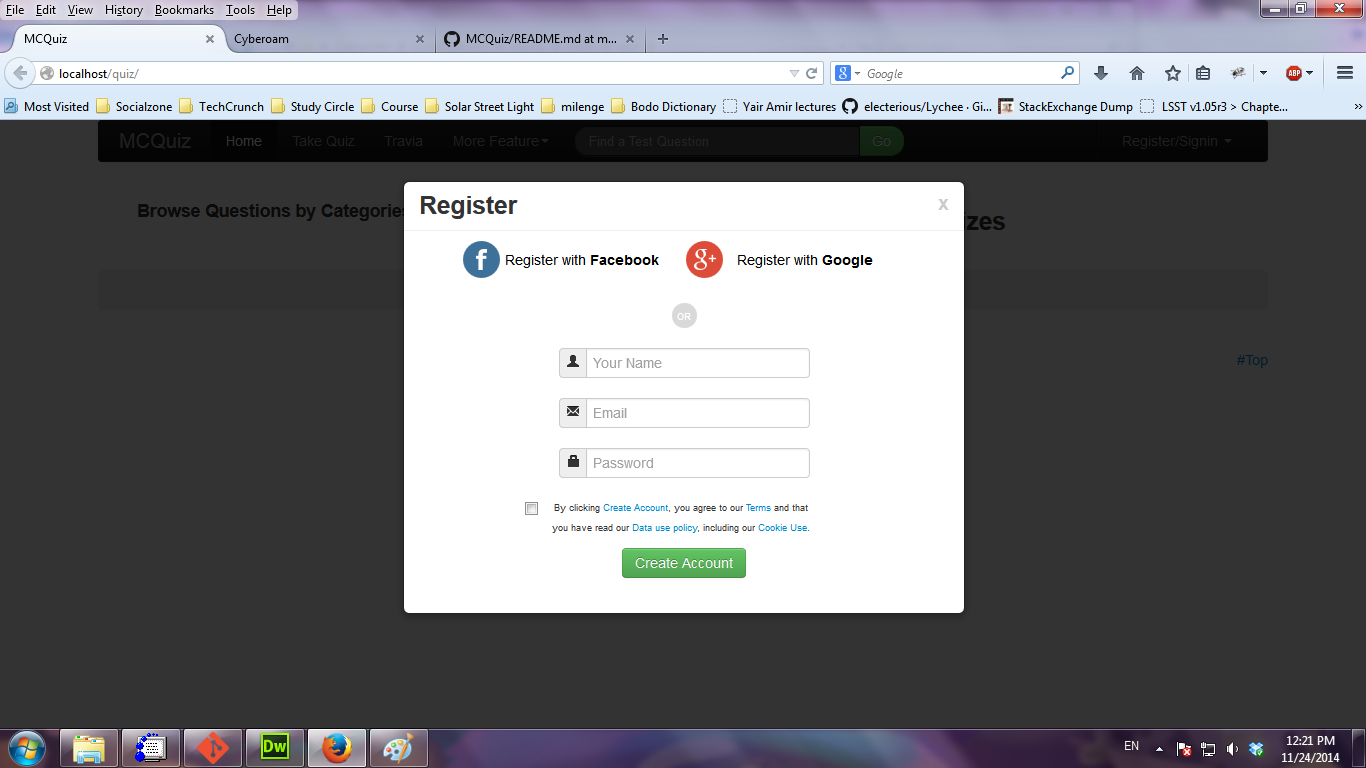 File Edit View History Bookmarks Tools Help
MCQuiz
Cyberoam
MCQuiz/README.md at m...
localhost/quiz/
Google
ABP
Most Visited Socialzone TechCrunch Study Circle Course Solar Street Light milenge Bodo Dictionary Yair Amir lectures electerious/Lychee · Gi... StackExchange Dump LSST v1.05r3 > Chapte... »
MCQuiz Home Take Quiz Travia More Feature Find a Test Question Go Register/Signin
Browse Questions by Categories
zes
Register x
f Register with Facebook g+ Register with Google
OR
Your Name
#Top
Email
Password
By clicking Create Account, you agree to our Terms and that
you have read our Data use policy, including our Cookie Use.
Create Account
Dw
EN
12:21 PM
11/24/2014